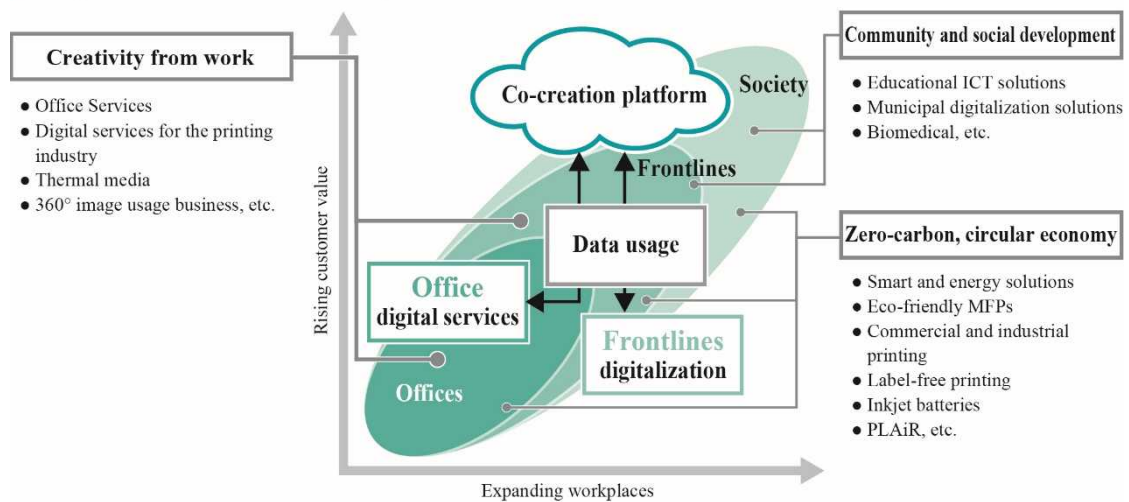 Creativity from work
● Office Services
● Digital services for the printing
industry
● Thermal media
● 360° image usage business, etc.
Rising customer value
Co-creation platform
Society
Frontlines
Data usage
Office
digital services
Frontlines
digitalization
Offices
Expanding workplaces
Community and social development
● Educational ICT solutions
● Municipal digitalization solutions
● Biomedical, etc.
Zero-carbon, circular economy
● Smart and energy solutions
● Eco-friendly MFPs
● Commercial and industrial
printing
● Label-free printing
● Inkjet batteries
● PLAiR, etc.